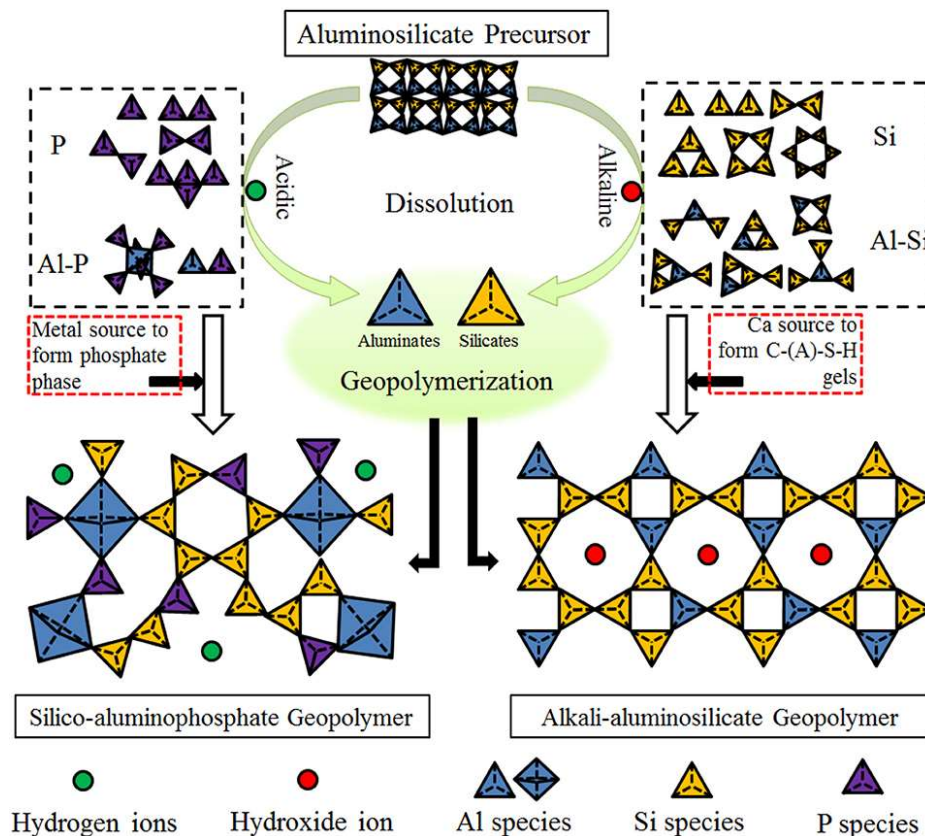 Aluminosilicate Precursor
P
Al-P
Acidic
Dissolution
Alkaline
Si
Al-Si
Metal source to
form phosphate
phase
Aluminates
Silicates
Geopolymerization
Ca source to
form C-(A)-S-H
gels
Silico-aluminophosphate Geopolymer
Alkali-aluminosilicate Geopolymer
Hydrogen ions
Hydroxide ion
Al species
Si species
P species